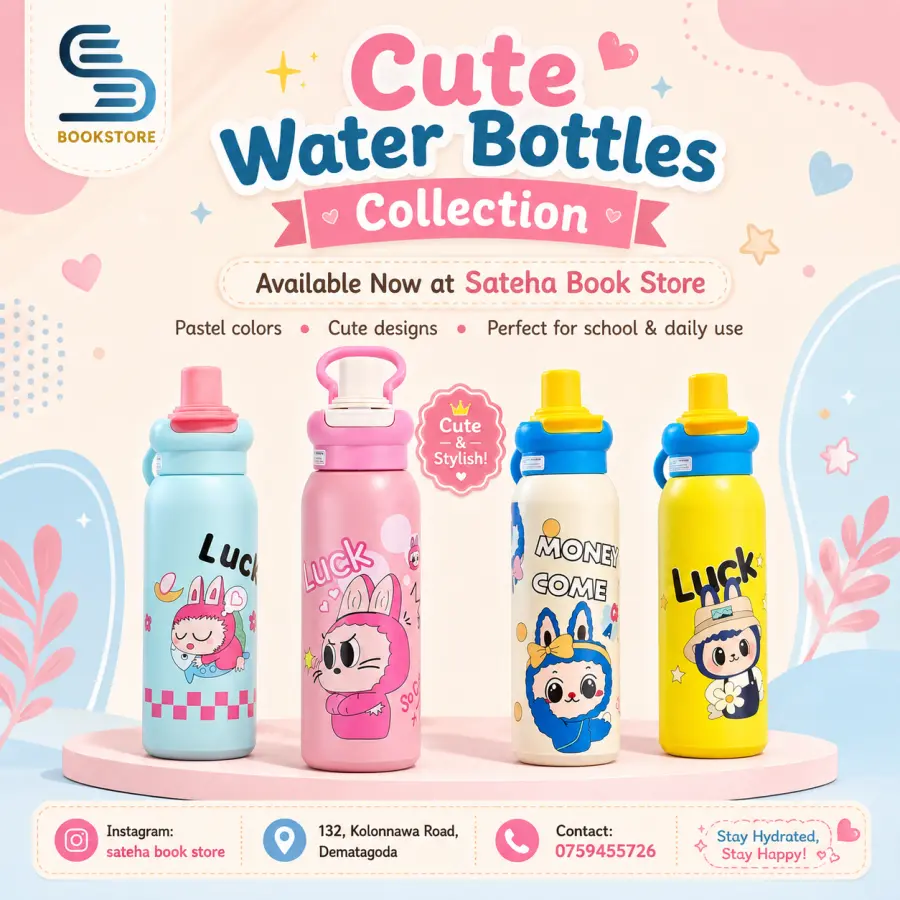 BOOKSTORE
Cute
Water Bottles
Collection
Available Now at Sateha Book Store
Pastel colors • Cute designs • Perfect for school & daily use
Cute
&
Stylish!
Luck
Luck
MONEY
COME
Luck
Instagram:
sateha book store
132, Kolonnawa Road,
Dematagoda
Contact:
0759455726
Stay Hydrated,
Stay Happy!